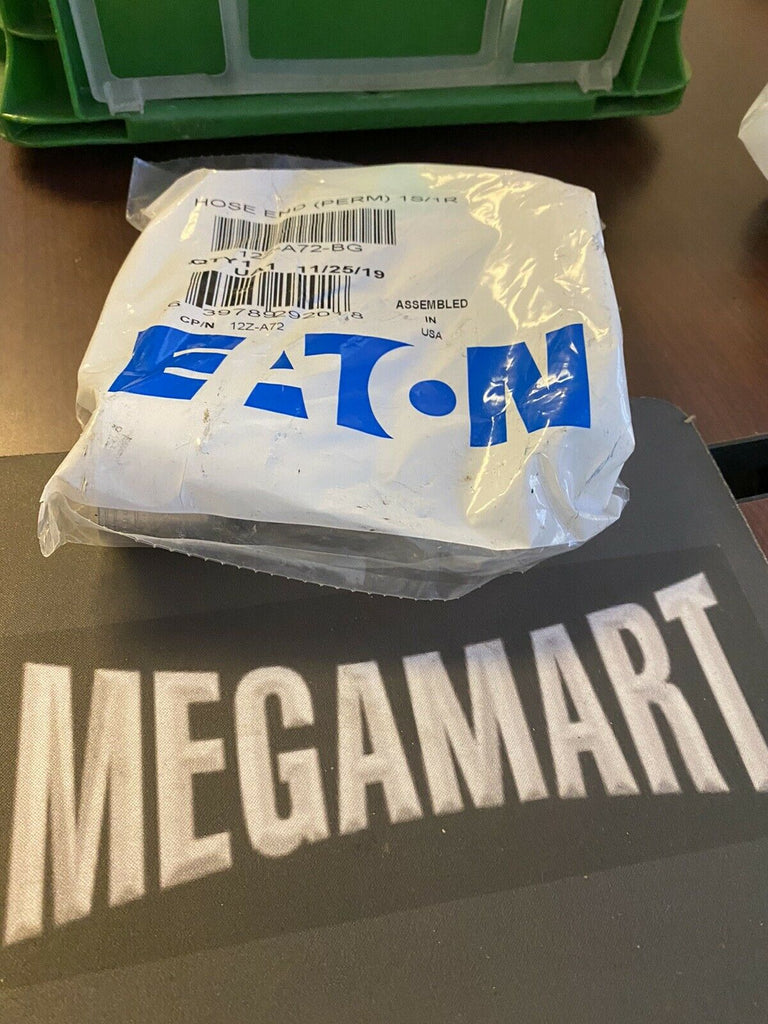 HOSE END (PERM) 1S/1R
12Z-A72-BG
QTY 1
11/25/19
ASSEMBLED
IN
USA
CP/N 12Z-A72
EATON
MEGAMART